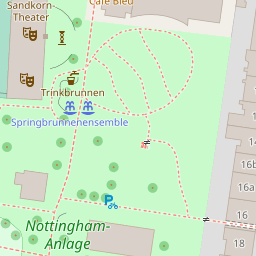 Café Bleu
Sandkorn-
Theater
Trinkbrunnen
Springbrunnenensemble
Nottingham-
Anlage
16b
16a
16
18